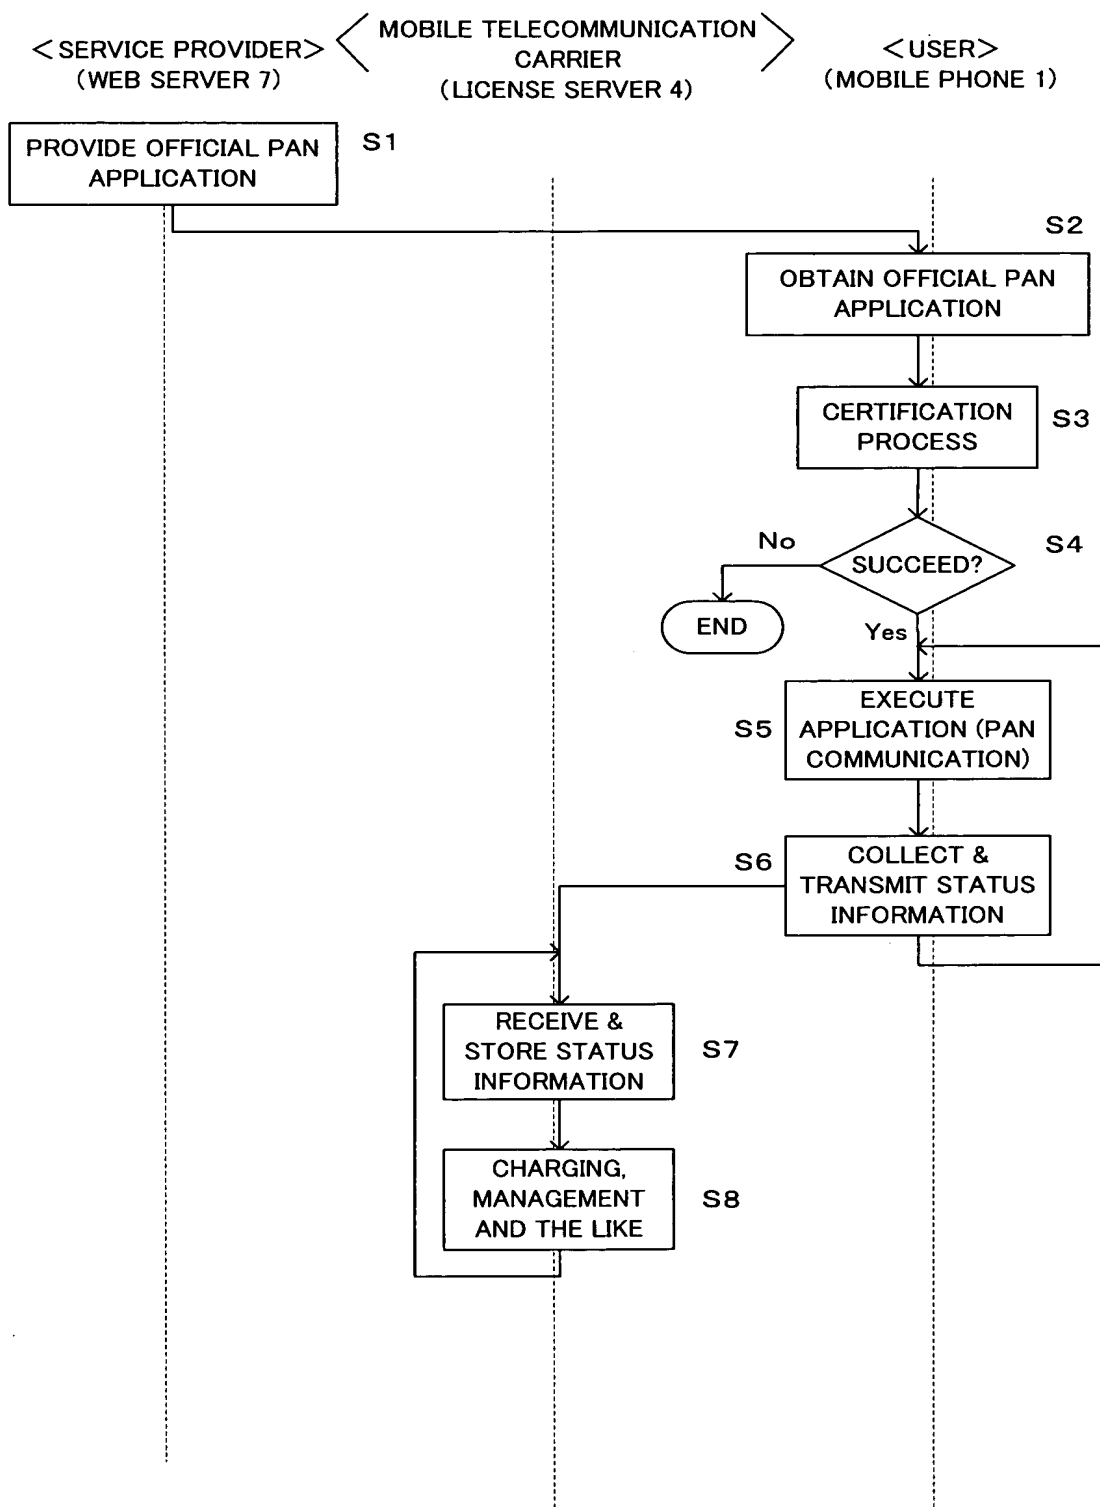 <SERVICE PROVIDER>
(WEB SERVER 7)
<MOBILE TELECOMMUNICATION
CARRIER>
(LICENSE SERVER 4)
<USER>
(MOBILE PHONE 1)
PROVIDE OFFICIAL PAN
APPLICATION
S1
S2
OBTAIN OFFICIAL PAN
APPLICATION
CERTIFICATION
PROCESS
S3
No
SUCCEED?
S4
END
Yes
S5
EXECUTE
APPLICATION (PAN
COMMUNICATION)
S6
COLLECT &
TRANSMIT STATUS
INFORMATION
RECEIVE &
STORE STATUS
INFORMATION
S7
CHARGING,
MANAGEMENT
AND THE LIKE
S8